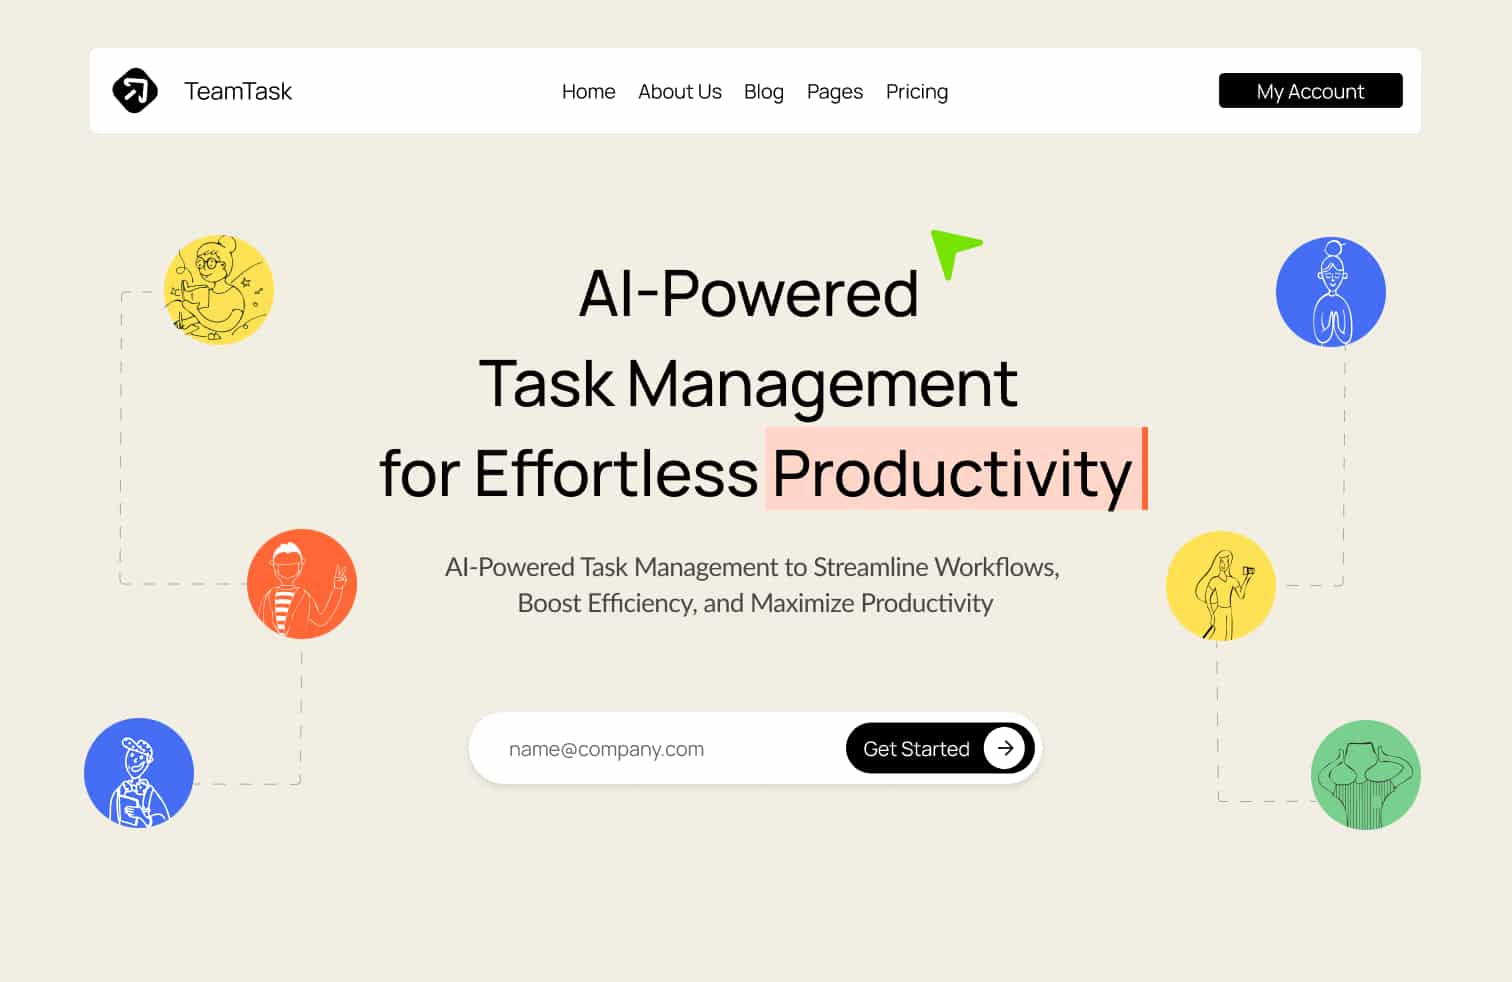 TeamTask
Home About Us Blog Pages Pricing
My Account
AI-Powered
Task Management
for Effortless Productivity
AI-Powered Task Management to Streamline Workflows,
Boost Efficiency, and Maximize Productivity
name@company.com
Get Started